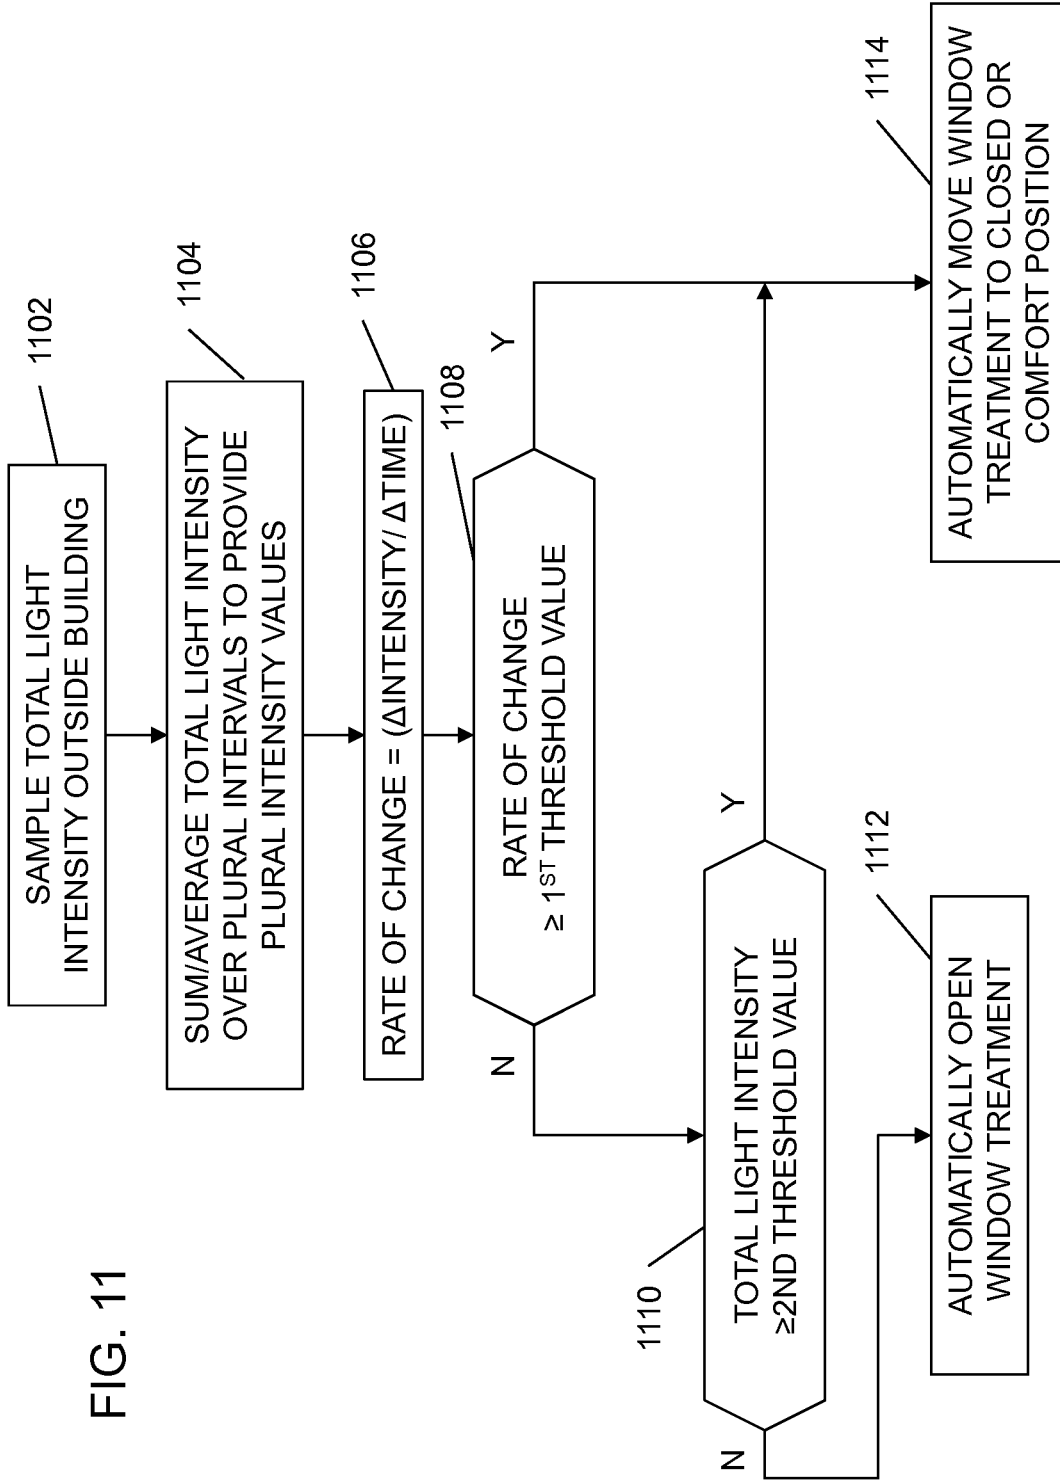 FIG. 11
1102
SAMPLE TOTAL LIGHT
INTENSITY OUTSIDE BUILDING
1104
SUM/AVERAGE TOTAL LIGHT INTENSITY
OVER PLURAL INTERVALS TO PROVIDE
PLURAL INTENSITY VALUES
1106
RATE OF CHANGE = (ΔINTENSITY/ ΔTIME)
1108
RATE OF CHANGE
≥ 1ST THRESHOLD VALUE
N
Y
1110
TOTAL LIGHT INTENSITY
≥2ND THRESHOLD VALUE
N
Y
1112
AUTOMATICALLY OPEN
WINDOW TREATMENT
1114
AUTOMATICALLY MOVE WINDOW
TREATMENT TO CLOSED OR
COMFORT POSITION